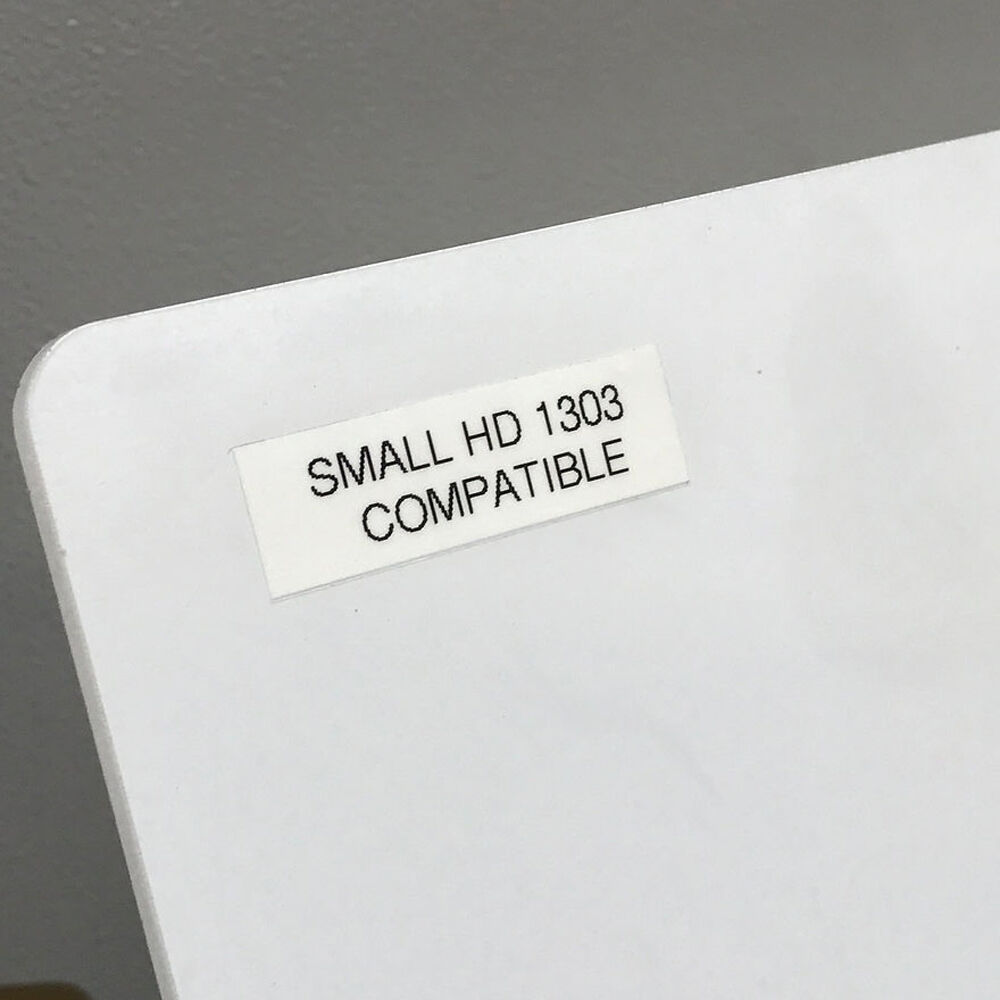 SMALL HD 1303
COMPATIBLE